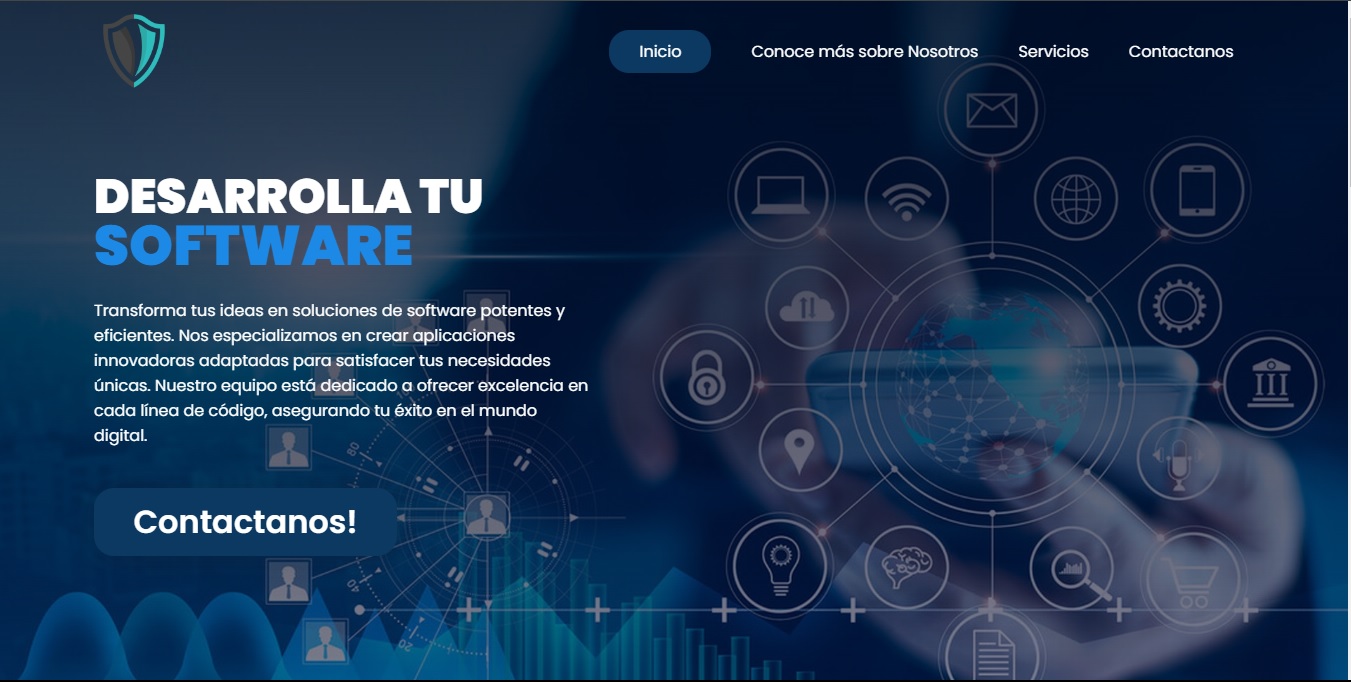 Inicio Conoce más sobre Nosotros Servicios Contactanos
DESARROLLA TU
SOFTWARE
Transforma tus ideas en soluciones de software potentes y
eficientes. Nos especializamos en crear aplicaciones
innovadoras adaptadas para satisfacer tus necesidades
únicas. Nuestro equipo está dedicado a ofrecer excelencia en
cada línea de código, asegurando tu éxito en el mundo
digital.
Contactanos!